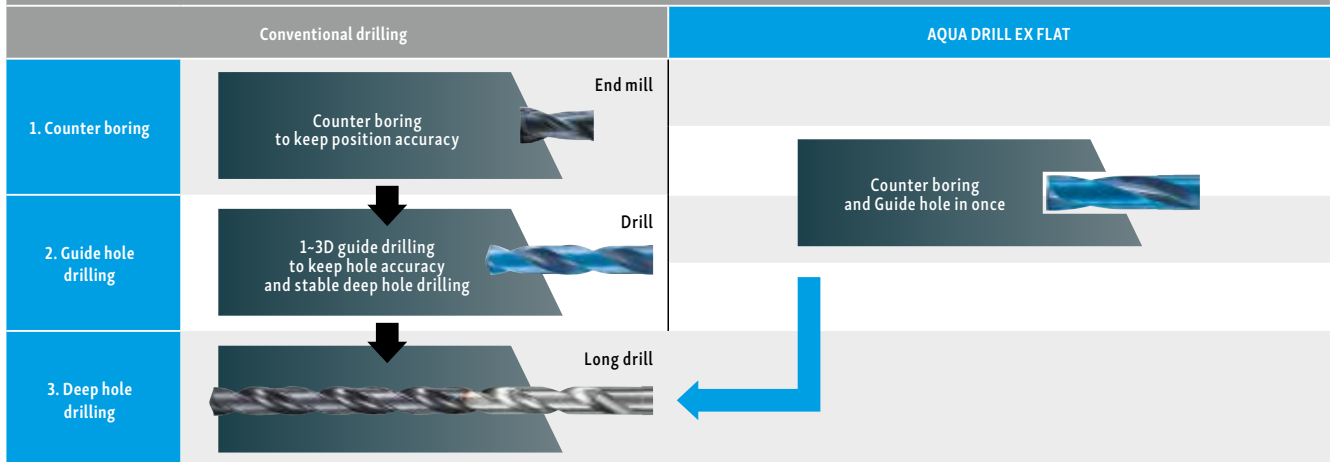 Conventional drilling
AQUA DRILL EX FLAT
1. Counter boring
Counter boring
to keep position accuracy
End mill
Counter boring
and Guide hole in once
2. Guide hole
drilling
1~3D guide drilling
to keep hole accuracy
and stable deep hole drilling
Drill
3. Deep hole
drilling
Long drill